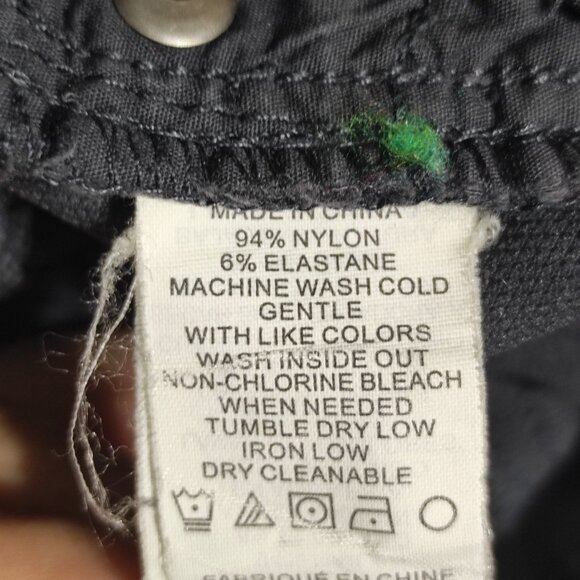 MADE IN CHINA
94% NYLON
6% ELASTANE
MACHINE WASH COLD
GENTLE
WITH LIKE COLORS
WASH INSIDE OUT
NON-CHLORINE BLEACH
WHEN NEEDED
TUMBLE DRY LOW
IRON LOW
DRY CLEANABLE
FABRIQUÉ EN CHINE